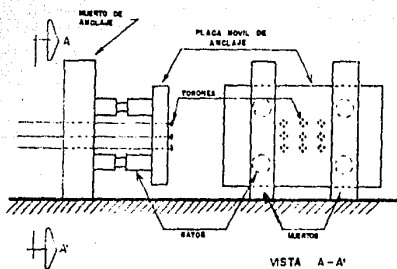 MUERTO DE
ANCLAJE
A
PLACA MOVIL DE
ANCLAJE
TORONES
GATOS
MUERTOS
A'
VISTA A-A'